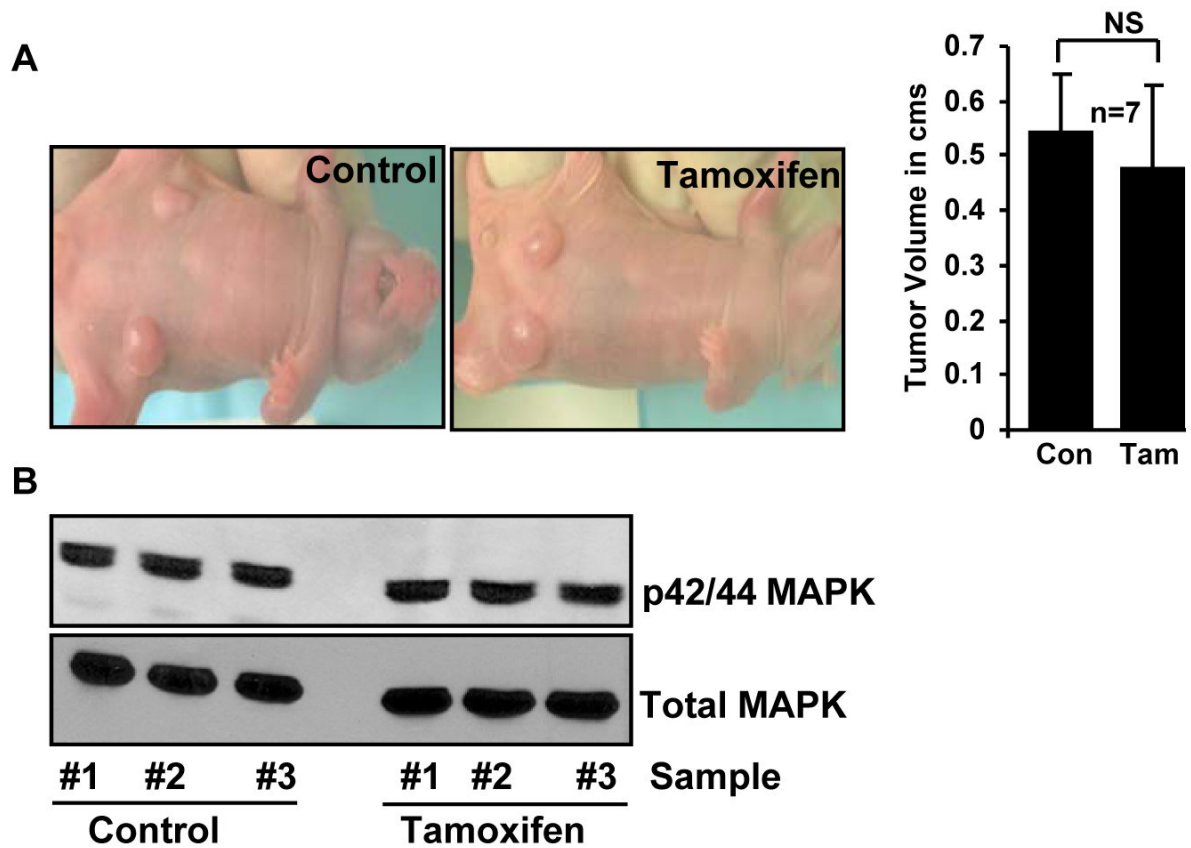 A
Control
Tamoxifen
NS
n=7
Tumor Volume in cms
0.7
0.6
0.5
0.4
0.3
0.2
0.1
0
Con Tam
B
p42/44 MAPK
Total MAPK
#1 #2 #3 #1 #2 #3 Sample
Control Tamoxifen